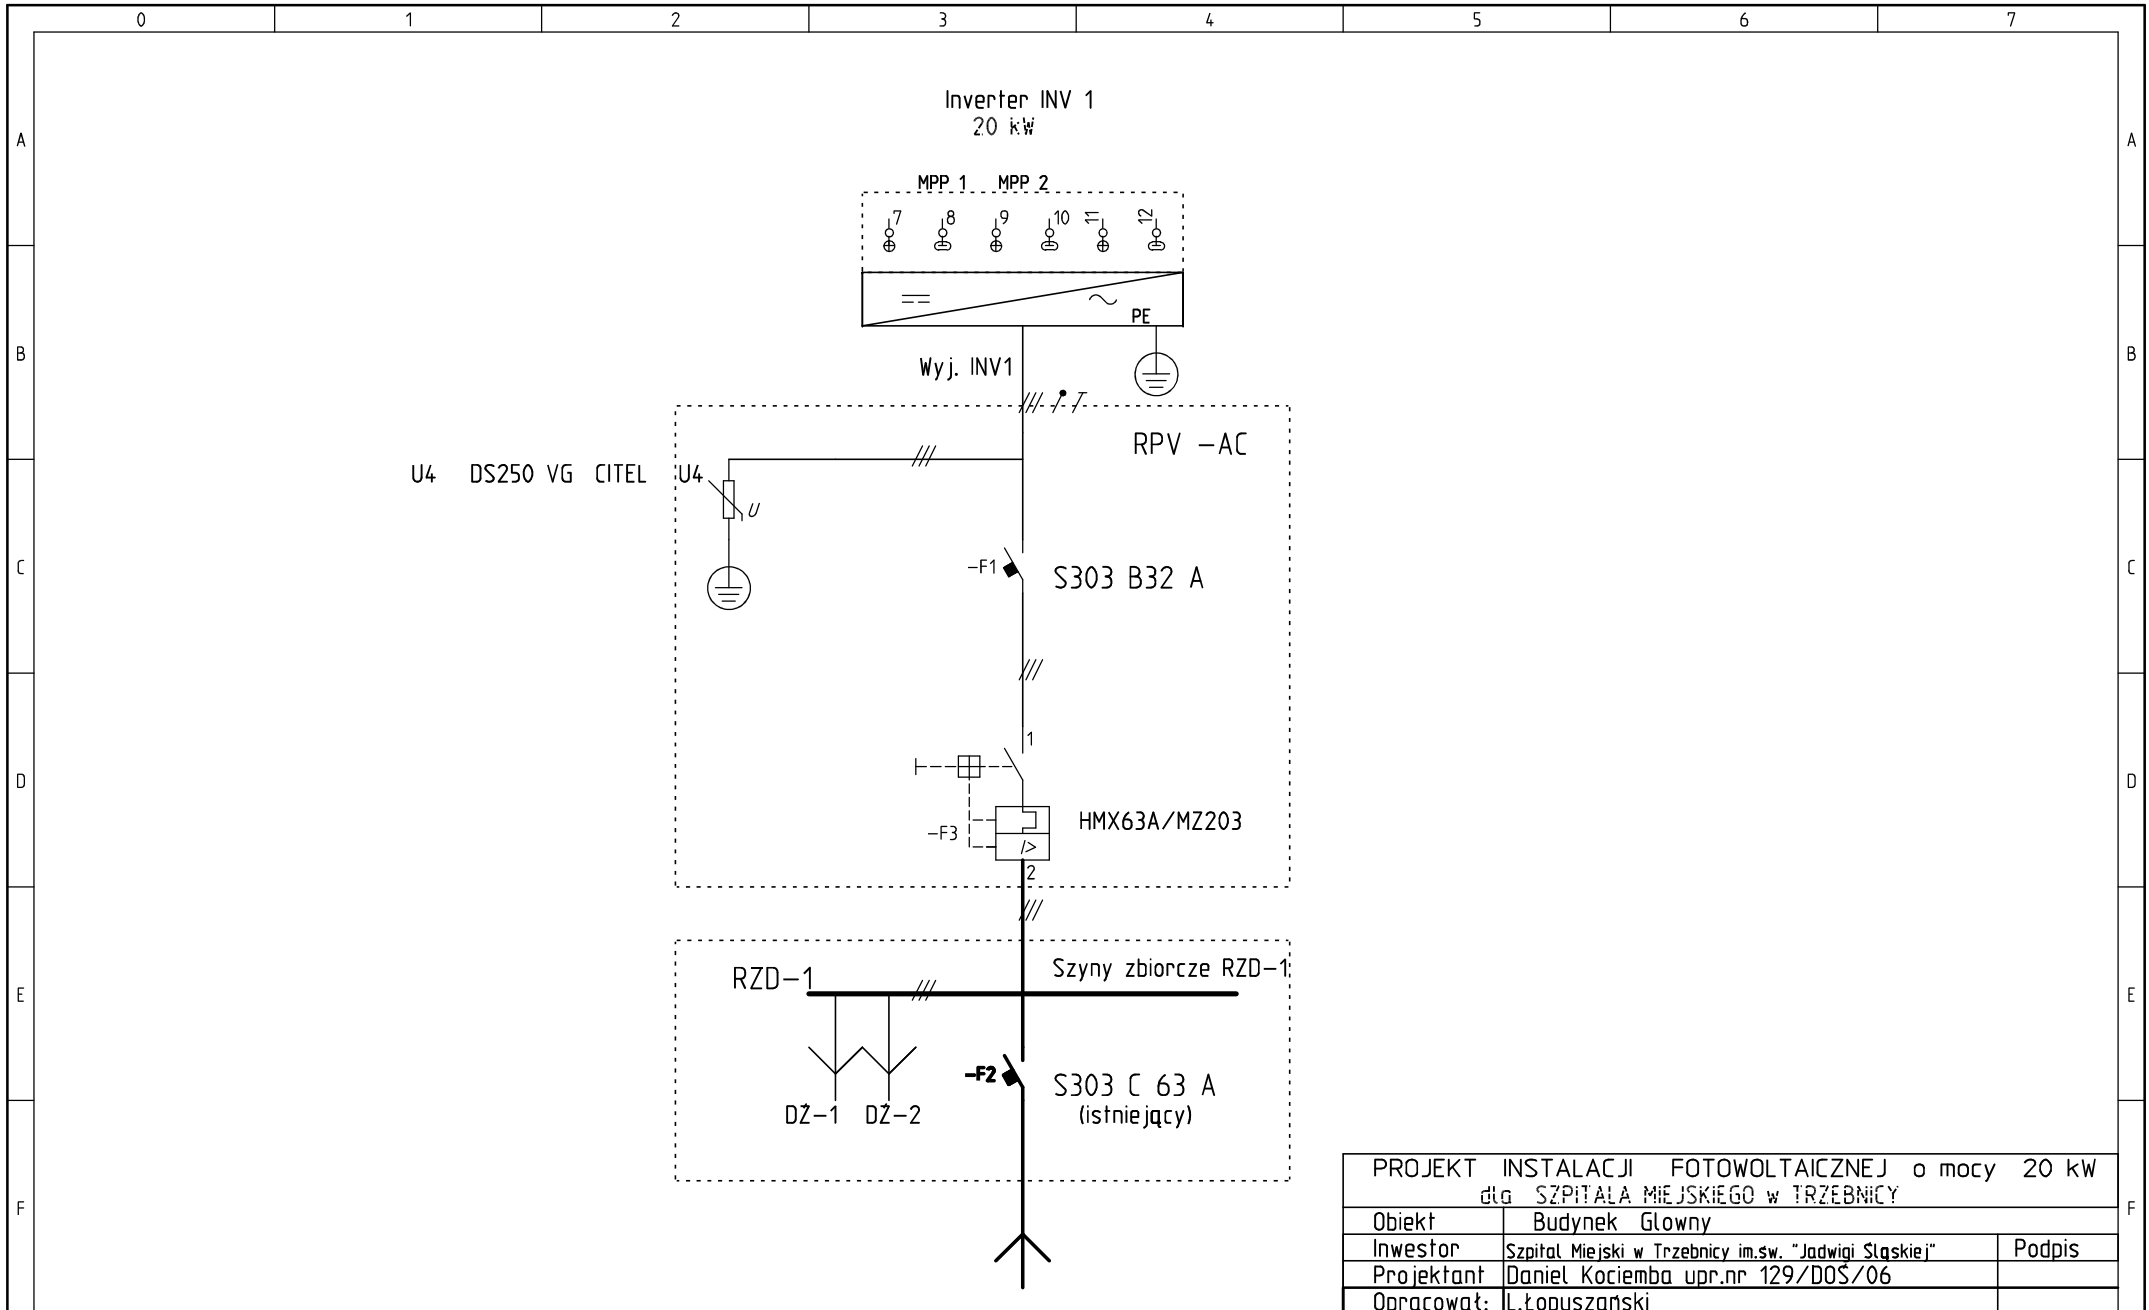 0 1 2 3 4 5 6 7
Inverter INV 1
20 kW
A A
MPP 1 MPP 2
7 8 9 10 11 12
PE
B B
Wyj. INV1
RPV -AC
U4 DS250 VG CITEL U4
U
C C
-F1 S303 B32 A
1
D D
HMX63A/MZ203
-F3
I>
2
Szyny zbiorcze RZD-1
RZD-1
E E
-F2 S303 C 63 A
DŻ-1 DŻ-2 (istniejący)
PROJEKT INSTALACJI FOTOWOLTAICZNEJ o mocy 20 kW
dla SZPITALA MIEJSKIEGO w TRZEBNICY
F F
Obiekt Budynek Glowny
Inwestor Szpital Miejski w Trzebnicy im.św. "Jadwigi Śląskiej" Podpis
Projektant Daniel Kociemba upr.nr 129/DOŚ/06
Opracował: L.Łopuszański